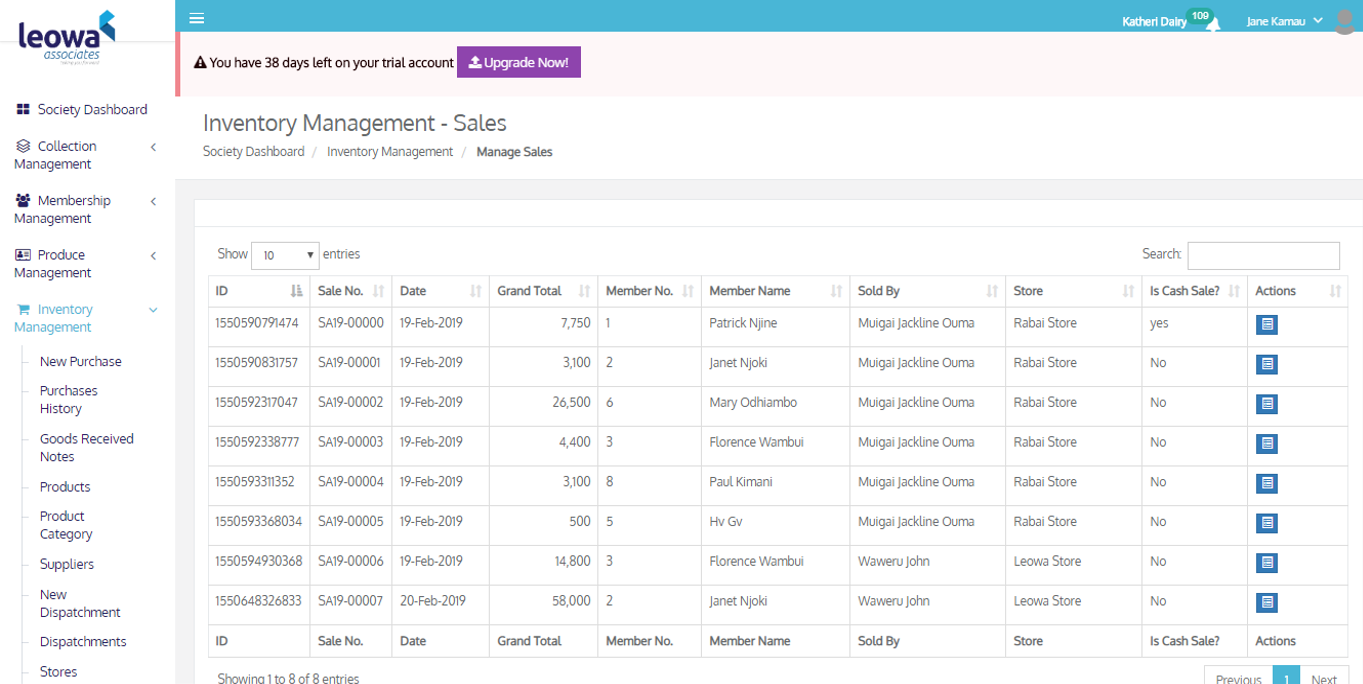 leowa
associates
Katheri Dairy 109 Jane Kamau
You have 38 days left on your trial account Upgrade Now!
Society Dashboard
Collection
Management
Membership
Management
Produce
Management
Inventory
Management
New Purchase
Purchases
History
Goods Received
Notes
Products
Product
Category
Suppliers
New
Dispatchment
Dispatchments
Stores
Inventory Management - Sales
Society Dashboard / Inventory Management / Manage Sales
Show 10 entries Search:
ID Sale No. Date Grand Total Member No. Member Name Sold By Store Is Cash Sale? Actions
1550590791474 SA19-00000 19-Feb-2019 7,750 1 Patrick Njine Muigai Jackline Ouma Rabai Store yes
1550590831757 SA19-00001 19-Feb-2019 3,100 2 Janet Njoki Muigai Jackline Ouma Rabai Store No
1550592317047 SA19-00002 19-Feb-2019 26,500 6 Mary Odhiambo Muigai Jackline Ouma Rabai Store No
1550592338777 SA19-00003 19-Feb-2019 4,400 3 Florence Wambui Muigai Jackline Ouma Rabai Store No
1550593311352 SA19-00004 19-Feb-2019 3,100 8 Paul Kimani Muigai Jackline Ouma Rabai Store No
1550593368034 SA19-00005 19-Feb-2019 500 5 Hv Gv Muigai Jackline Ouma Rabai Store No
1550594930368 SA19-00006 19-Feb-2019 14,800 3 Florence Wambui Waweru John Leowa Store No
1550648326833 SA19-00007 20-Feb-2019 58,000 2 Janet Njoki Waweru John Leowa Store No
ID Sale No. Date Grand Total Member No. Member Name Sold By Store Is Cash Sale? Actions
Showing 1 to 8 of 8 entries Previous 1 Next